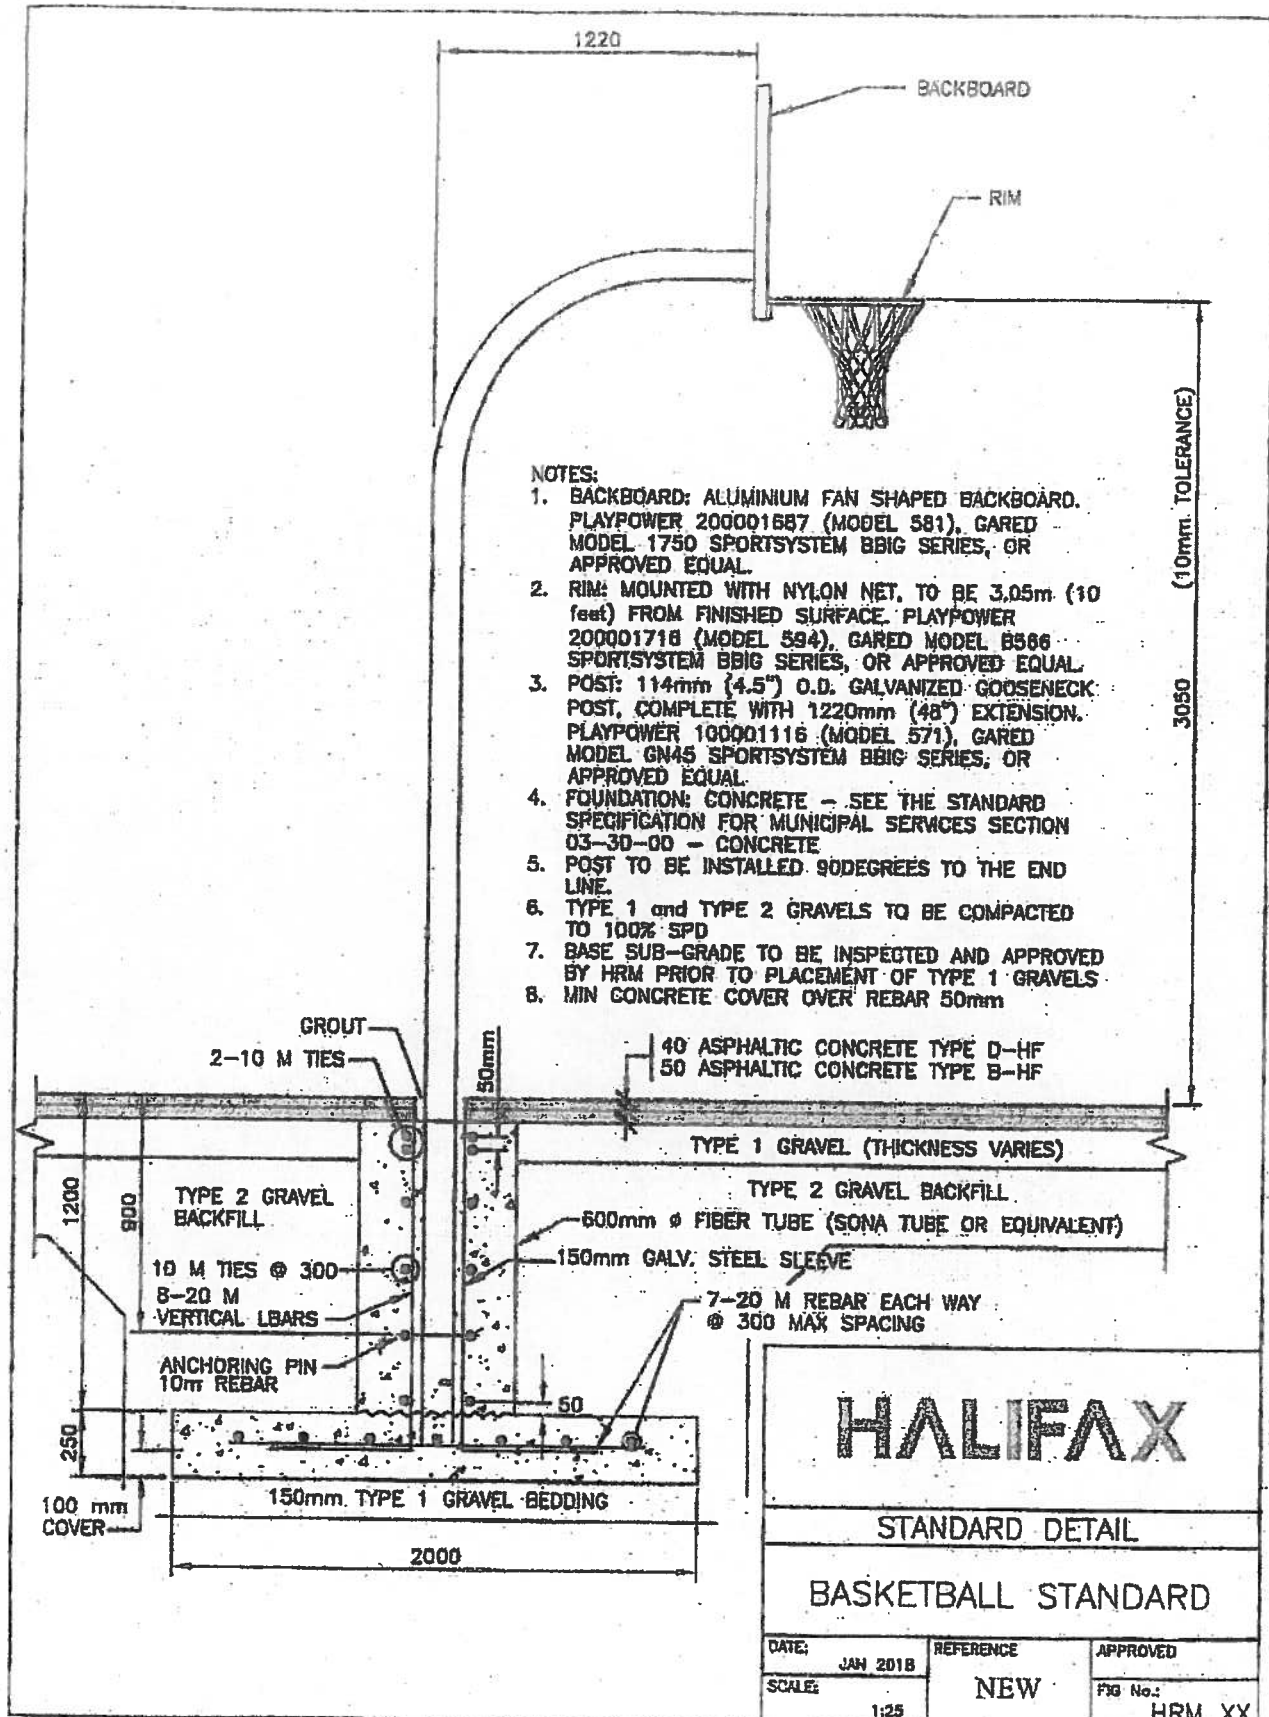 1220
BACKBOARD
RIM
(10mm TOLERANCE)
3050
NOTES:
1. BACKBOARD: ALUMINIUM FAN SHAPED BACKBOARD.
PLAYPOWER 200001687 (MODEL 581), GARED
MODEL 1750 SPORTSYSTEM BBIG SERIES, OR
APPROVED EQUAL.
2. RIM: MOUNTED WITH NYLON NET, TO BE 3.05m (10
feet) FROM FINISHED SURFACE. PLAYPOWER
200001716 (MODEL 594), GARED MODEL 8566
SPORTSYSTEM BBIG SERIES, OR APPROVED EQUAL.
3. POST: 114mm (4.5") O.D. GALVANIZED GOOSENECK
POST, COMPLETE WITH 1220mm (48") EXTENSION.
PLAYPOWER 100001116 (MODEL 571), GARED
MODEL GN45 SPORTSYSTEM BBIG SERIES, OR
APPROVED EQUAL
4. FOUNDATION: CONCRETE – SEE THE STANDARD
SPECIFICATION FOR MUNICIPAL SERVICES SECTION
03-30-00 – CONCRETE
5. POST TO BE INSTALLED 90DEGREES TO THE END
LINE.
6. TYPE 1 and TYPE 2 GRAVELS TO BE COMPACTED
TO 100% SPD
7. BASE SUB-GRADE TO BE INSPECTED AND APPROVED
BY HRM PRIOR TO PLACEMENT OF TYPE 1 GRAVELS
8. MIN CONCRETE COVER OVER REBAR 50mm
GROUT
2-10 M TIES
50mm
40 ASPHALTIC CONCRETE TYPE D-HF
50 ASPHALTIC CONCRETE TYPE B-HF
TYPE 1 GRAVEL (THICKNESS VARIES)
TYPE 2 GRAVEL
BACKFILL
TYPE 2 GRAVEL BACKFILL
1200
900
600mm ø FIBER TUBE (SONA TUBE OR EQUIVALENT)
150mm GALV. STEEL SLEEVE
10 M TIES @ 300
8-20 M
VERTICAL LBARS
7-20 M REBAR EACH WAY
@ 300 MAX SPACING
ANCHORING PIN
10m REBAR
50
250
100 mm
COVER
150mm TYPE 1 GRAVEL BEDDING
2000
HALIFAX
STANDARD DETAIL
BASKETBALL STANDARD
DATE:
JAN 2018
REFERENCE
NEW
APPROVED
SCALE:
1:25
FIG No.:
HRM XX